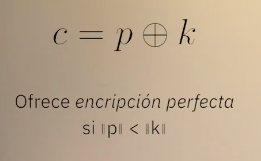 c = p ⊕ k
Ofrece encripción perfecta
si ‖p‖ < ‖k‖